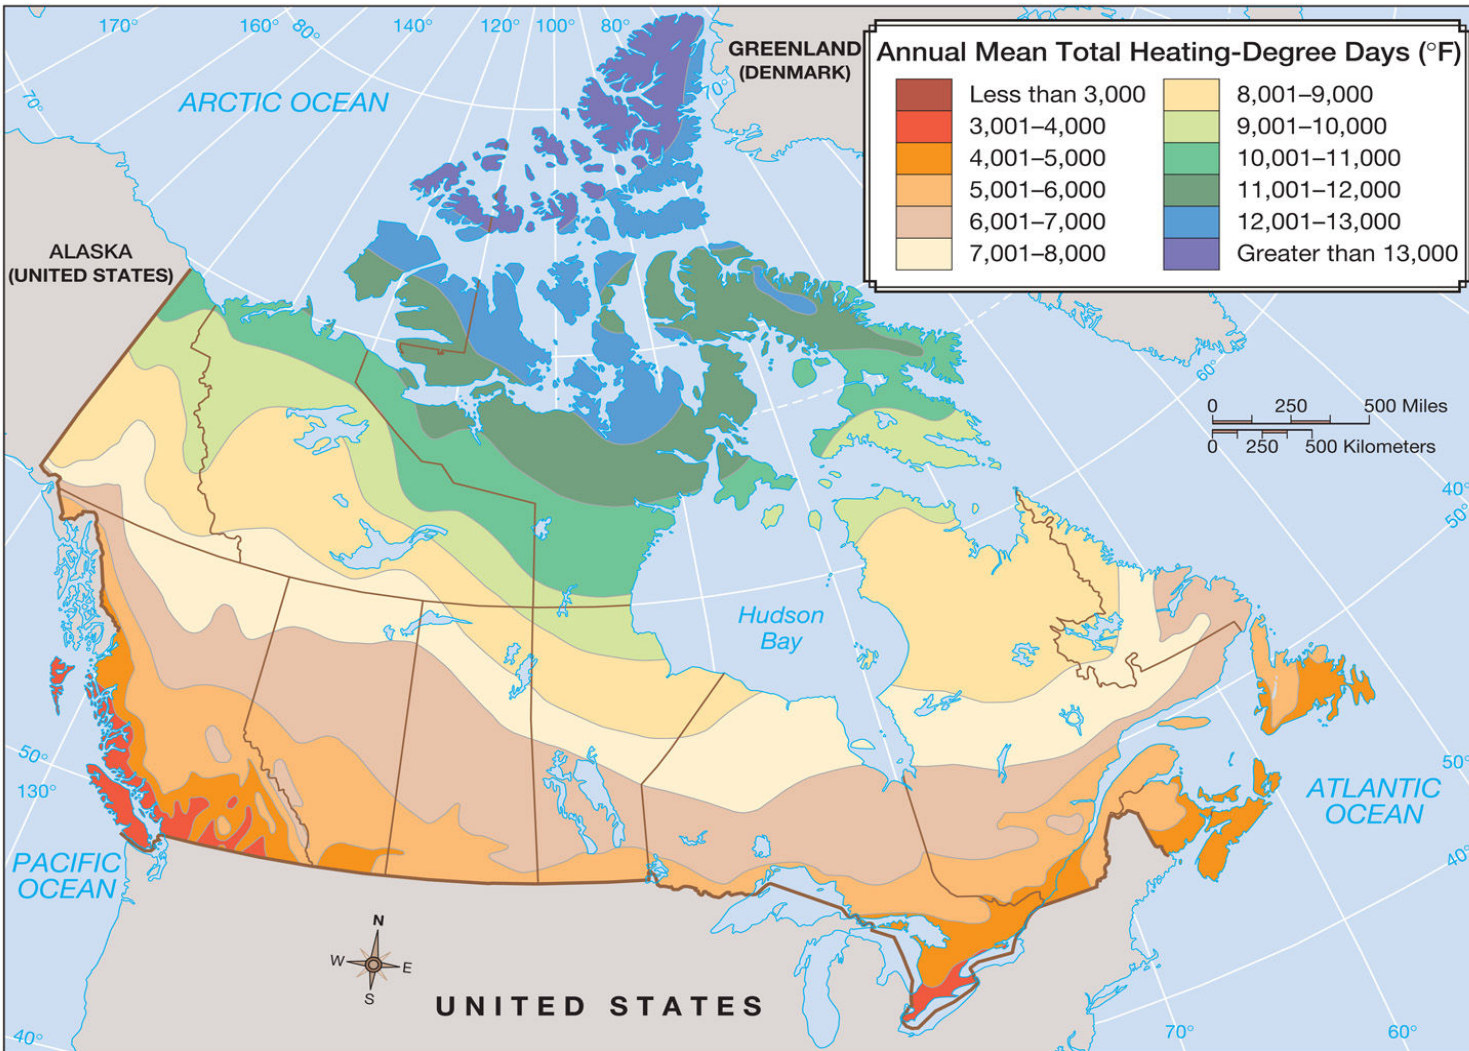 170°
160°
80°
140°
120°
100°
80°
GREENLAND
(DENMARK)
Annual Mean Total Heating-Degree Days (°F)
Less than 3,000
3,001–4,000
4,001–5,000
5,001–6,000
6,001–7,000
7,001–8,000
8,001–9,000
9,001–10,000
10,001–11,000
11,001–12,000
12,001–13,000
Greater than 13,000
70°
ARCTIC OCEAN
70°
ALASKA
(UNITED STATES)
60°
0 250 500 Miles
0 250 500 Kilometers
40°
50°
Hudson
Bay
50°
130°
50°
ATLANTIC
OCEAN
PACIFIC
OCEAN
40°
N
W E
S
UNITED STATES
40°
70°
60°